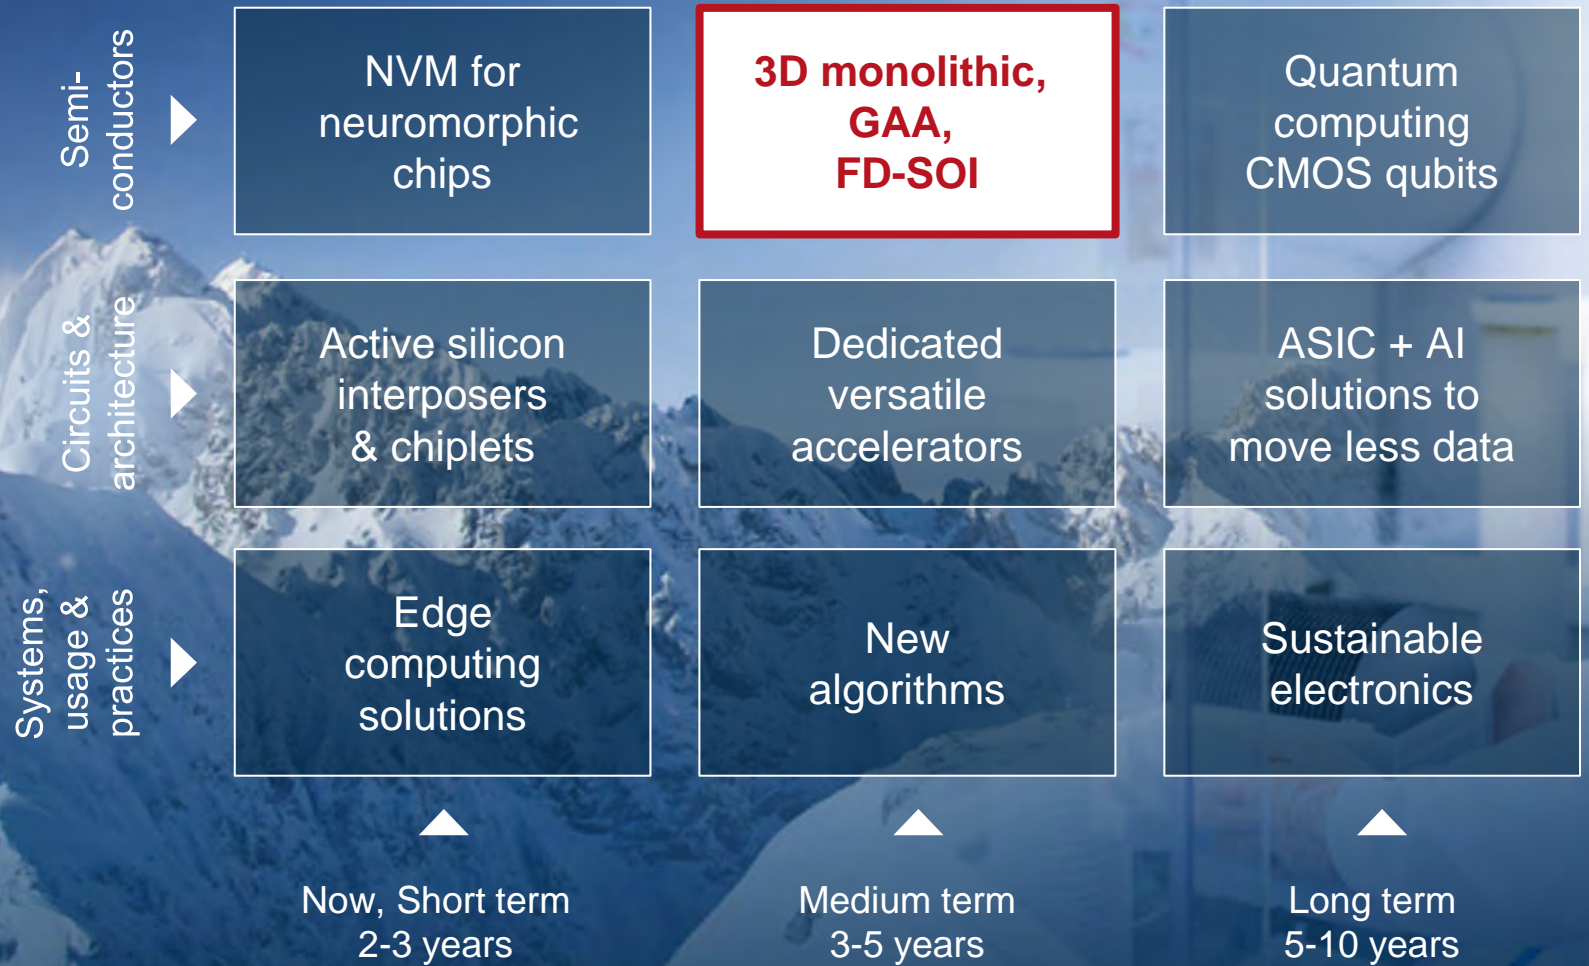 Semi-
conductors
NVM for
neuromorphic
chips
3D monolithic,
GAA,
FD-SOI
Quantum
computing
CMOS qubits
Circuits &
architecture
Active silicon
interposers
& chiplets
Dedicated
versatile
accelerators
ASIC + AI
solutions to
move less data
Systems,
usage &
practices
Edge
computing
solutions
New
algorithms
Sustainable
electronics
Now, Short term
2-3 years
Medium term
3-5 years
Long term
5-10 years